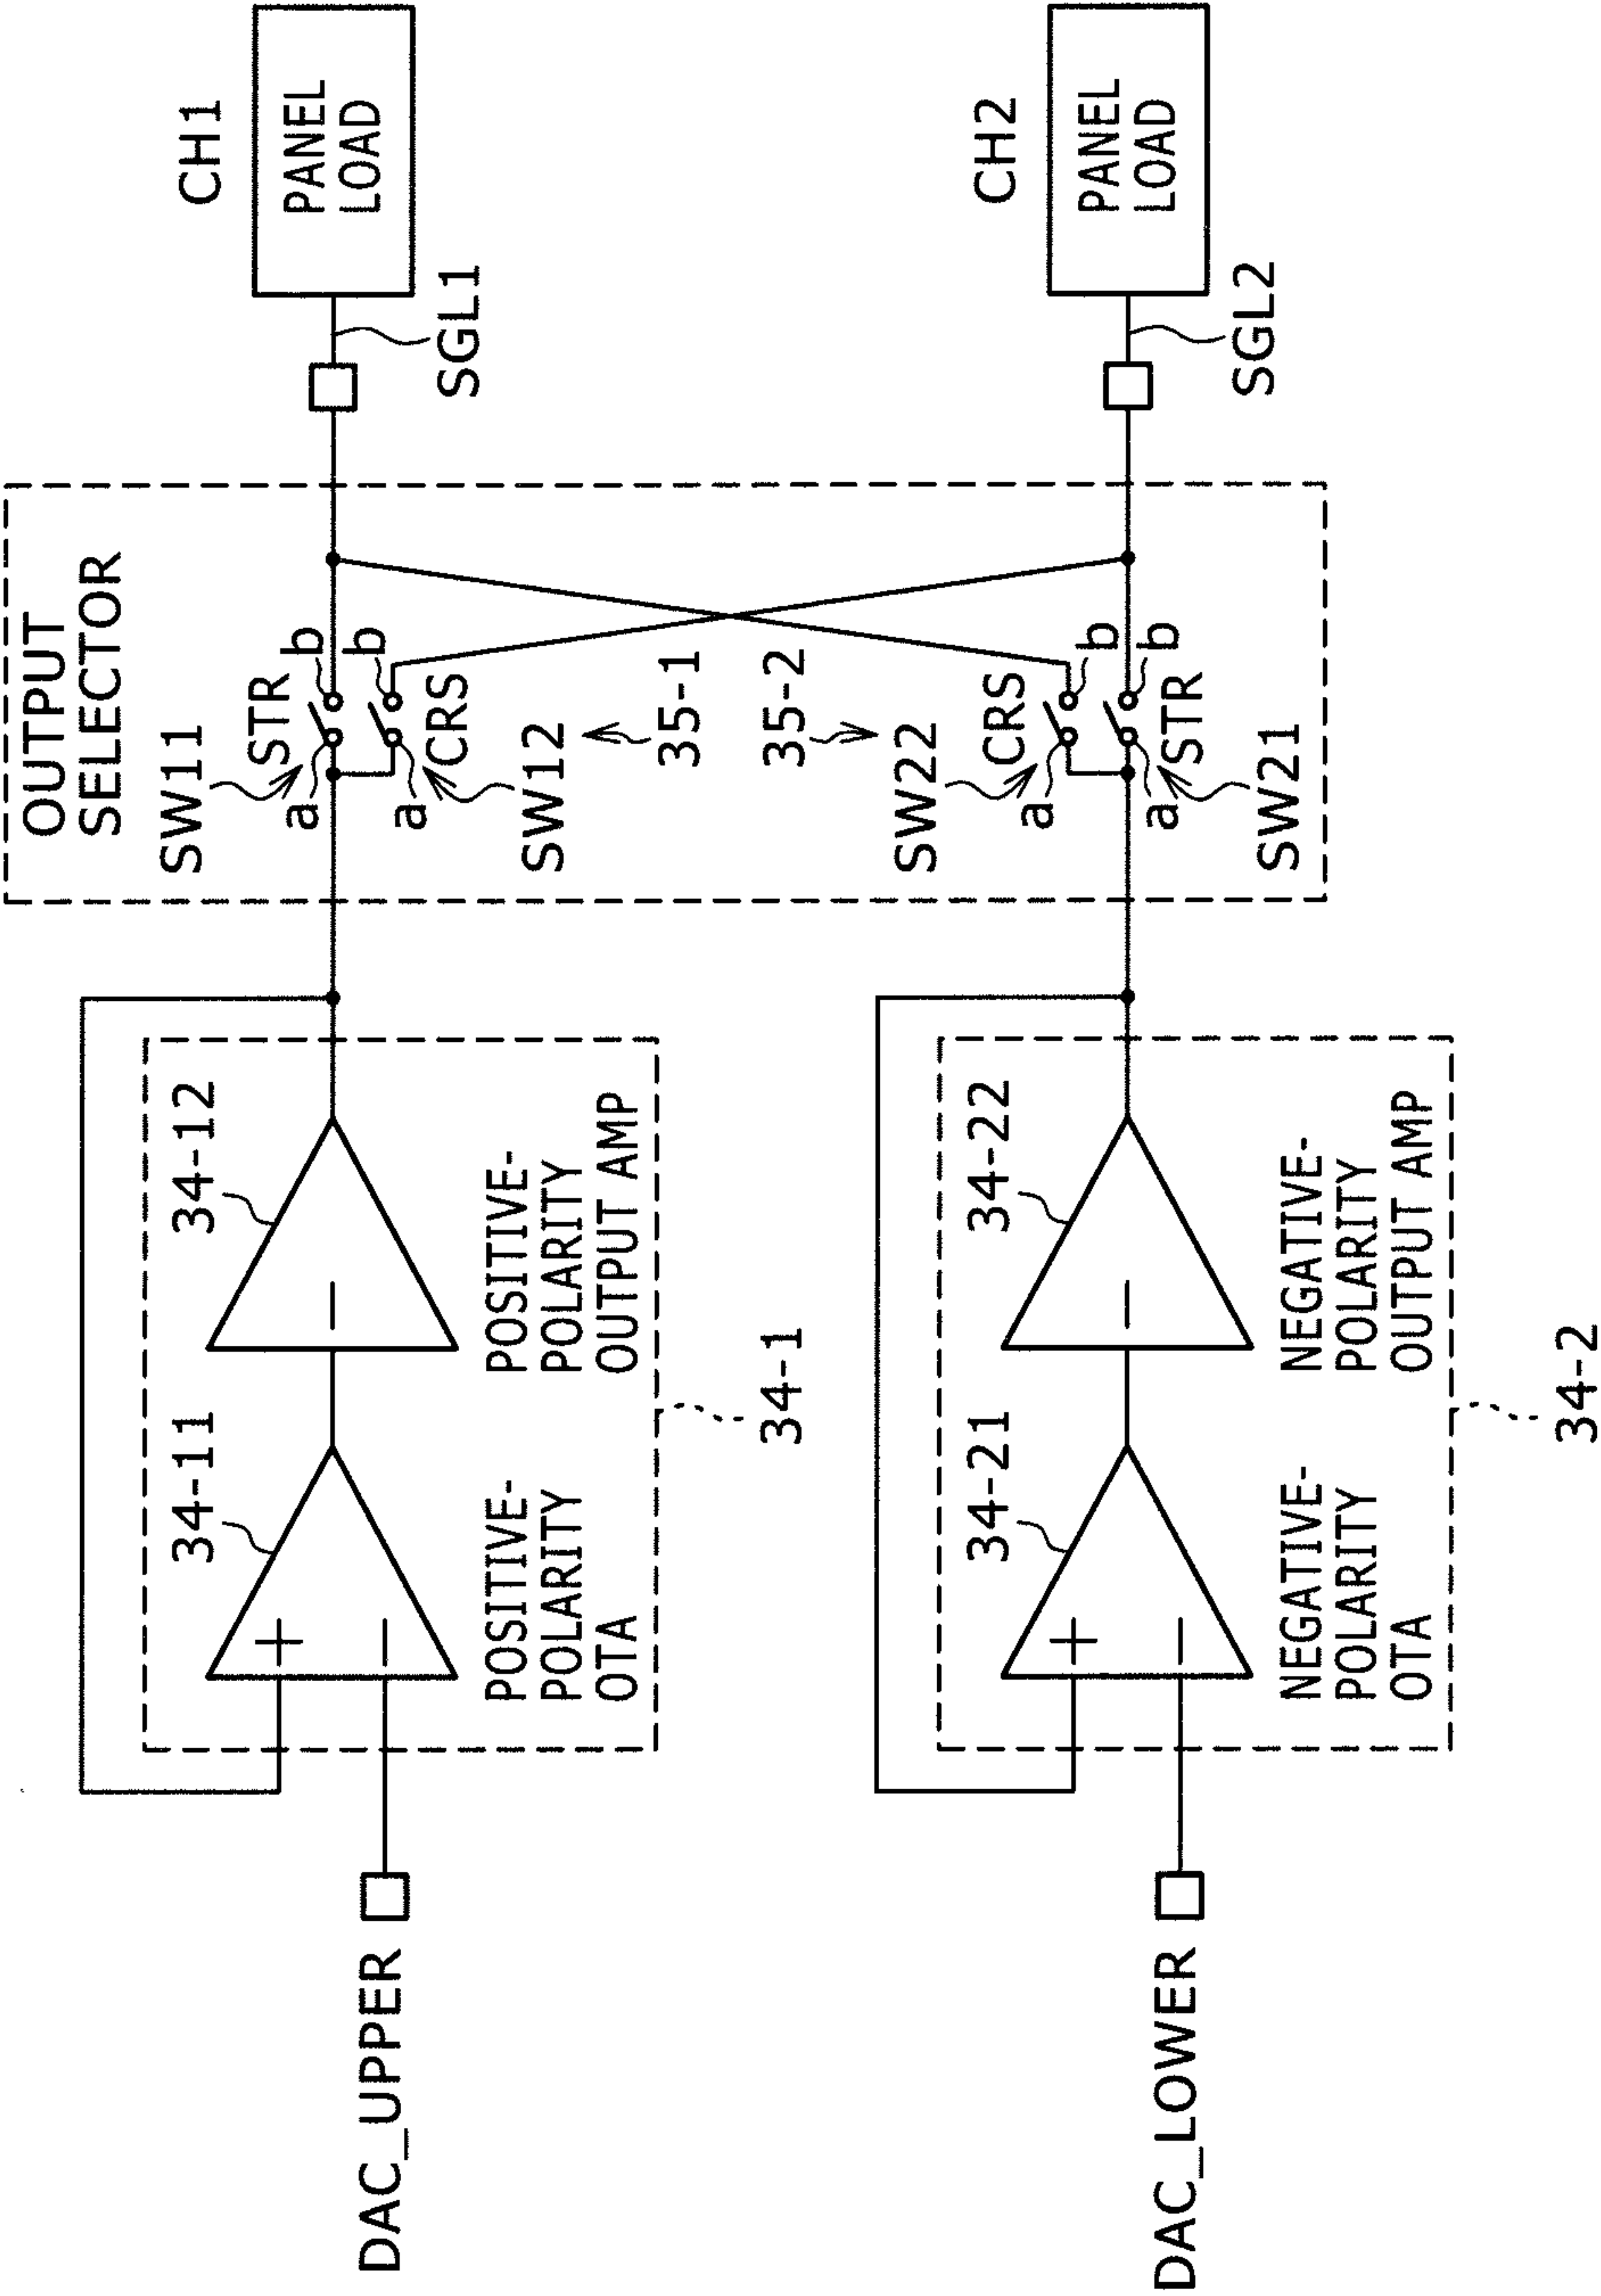 OUTPUT
SELECTOR
CH1
PANEL
LOAD
SGL1
SW11
STR
a
b
a
b
CRS
SW12
35-1
34-11
34-12
POSITIVE-
POLARITY
OTA
POSITIVE-
POLARITY
OUTPUT AMP
34-1
DAC_UPPER
CH2
PANEL
LOAD
SGL2
35-2
SW22
CRS
a
b
a
b
STR
SW21
34-21
34-22
NEGATIVE-
POLARITY
OTA
NEGATIVE-
POLARITY
OUTPUT AMP
34-2
DAC_LOWER